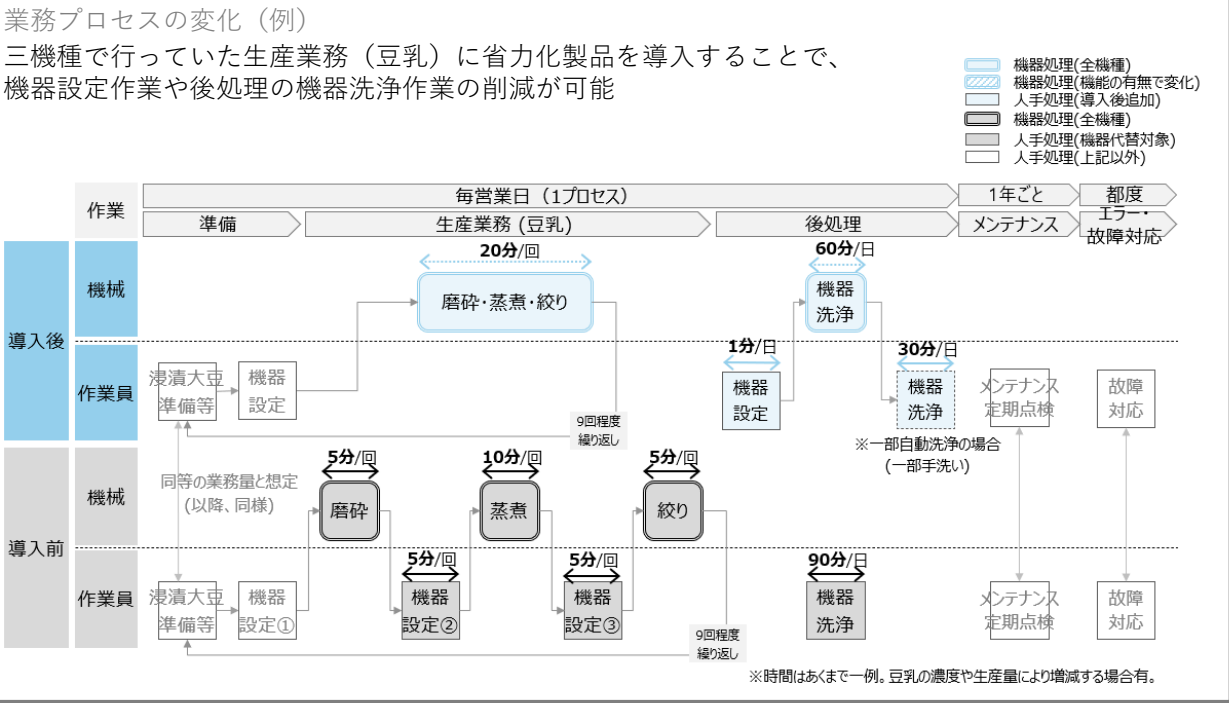 業務プロセスの変化（例）
三機種で行っていた生産業務（豆乳）に省力化製品を導入することで、
機器設定作業や後処理の機器洗浄作業の削減が可能
機器処理(全機種)
機器処理(機能の有無で変化)
人手処理(導入後追加)
機器処理(全機種)
人手処理(機器代替対象)
人手処理(上記以外)
作業
毎営業日（1プロセス）
1年ごと
都度
準備
生産業務 (豆乳)
後処理
メンテナンス
エラー・
故障対応
導入後
機械
20分/回
磨砕・蒸煮・絞り
60分/日
機器
洗浄
作業員
浸漬大豆
準備等
機器
設定
9回程度
繰り返し
1分/日
機器
設定
30分/日
機器
洗浄
※一部自動洗浄の場合
(一部手洗い)
メンテナンス
定期点検
故障
対応
同等の業務量と想定
(以降、同様)
導入前
機械
5分/回
磨砕
10分/回
蒸煮
5分/回
絞り
作業員
浸漬大豆
準備等
機器
設定①
5分/回
機器
設定②
5分/回
機器
設定③
9回程度
繰り返し
90分/日
機器
洗浄
メンテナンス
定期点検
故障
対応
※時間はあくまで一例。豆乳の濃度や生産量により増減する場合有。